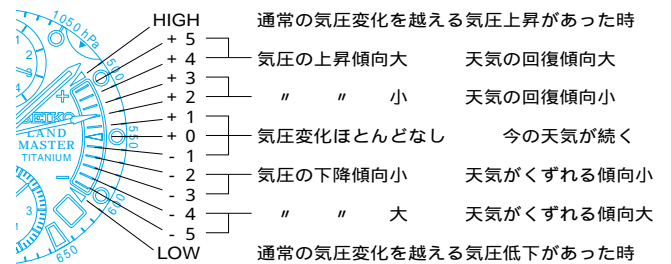 HIGH 通常の気圧変化を越える気圧上昇があった時
+ 5
+ 4 気圧の上昇傾向大 天気の回復傾向大
+ 3
+ 2 〃 〃 小 天気の回復傾向小
+ 1
+ 0 気圧変化ほとんどなし 今の天気が続く
- 1
- 2 気圧の下降傾向小 天気がくずれる傾向小
- 3
- 4 〃 〃 大 天気がくずれる傾向大
- 5
LOW 通常の気圧変化を越える気圧低下があった時
1050 hPa
500
550
600
650
SEIKO
LAND
MASTER
TITANIUM